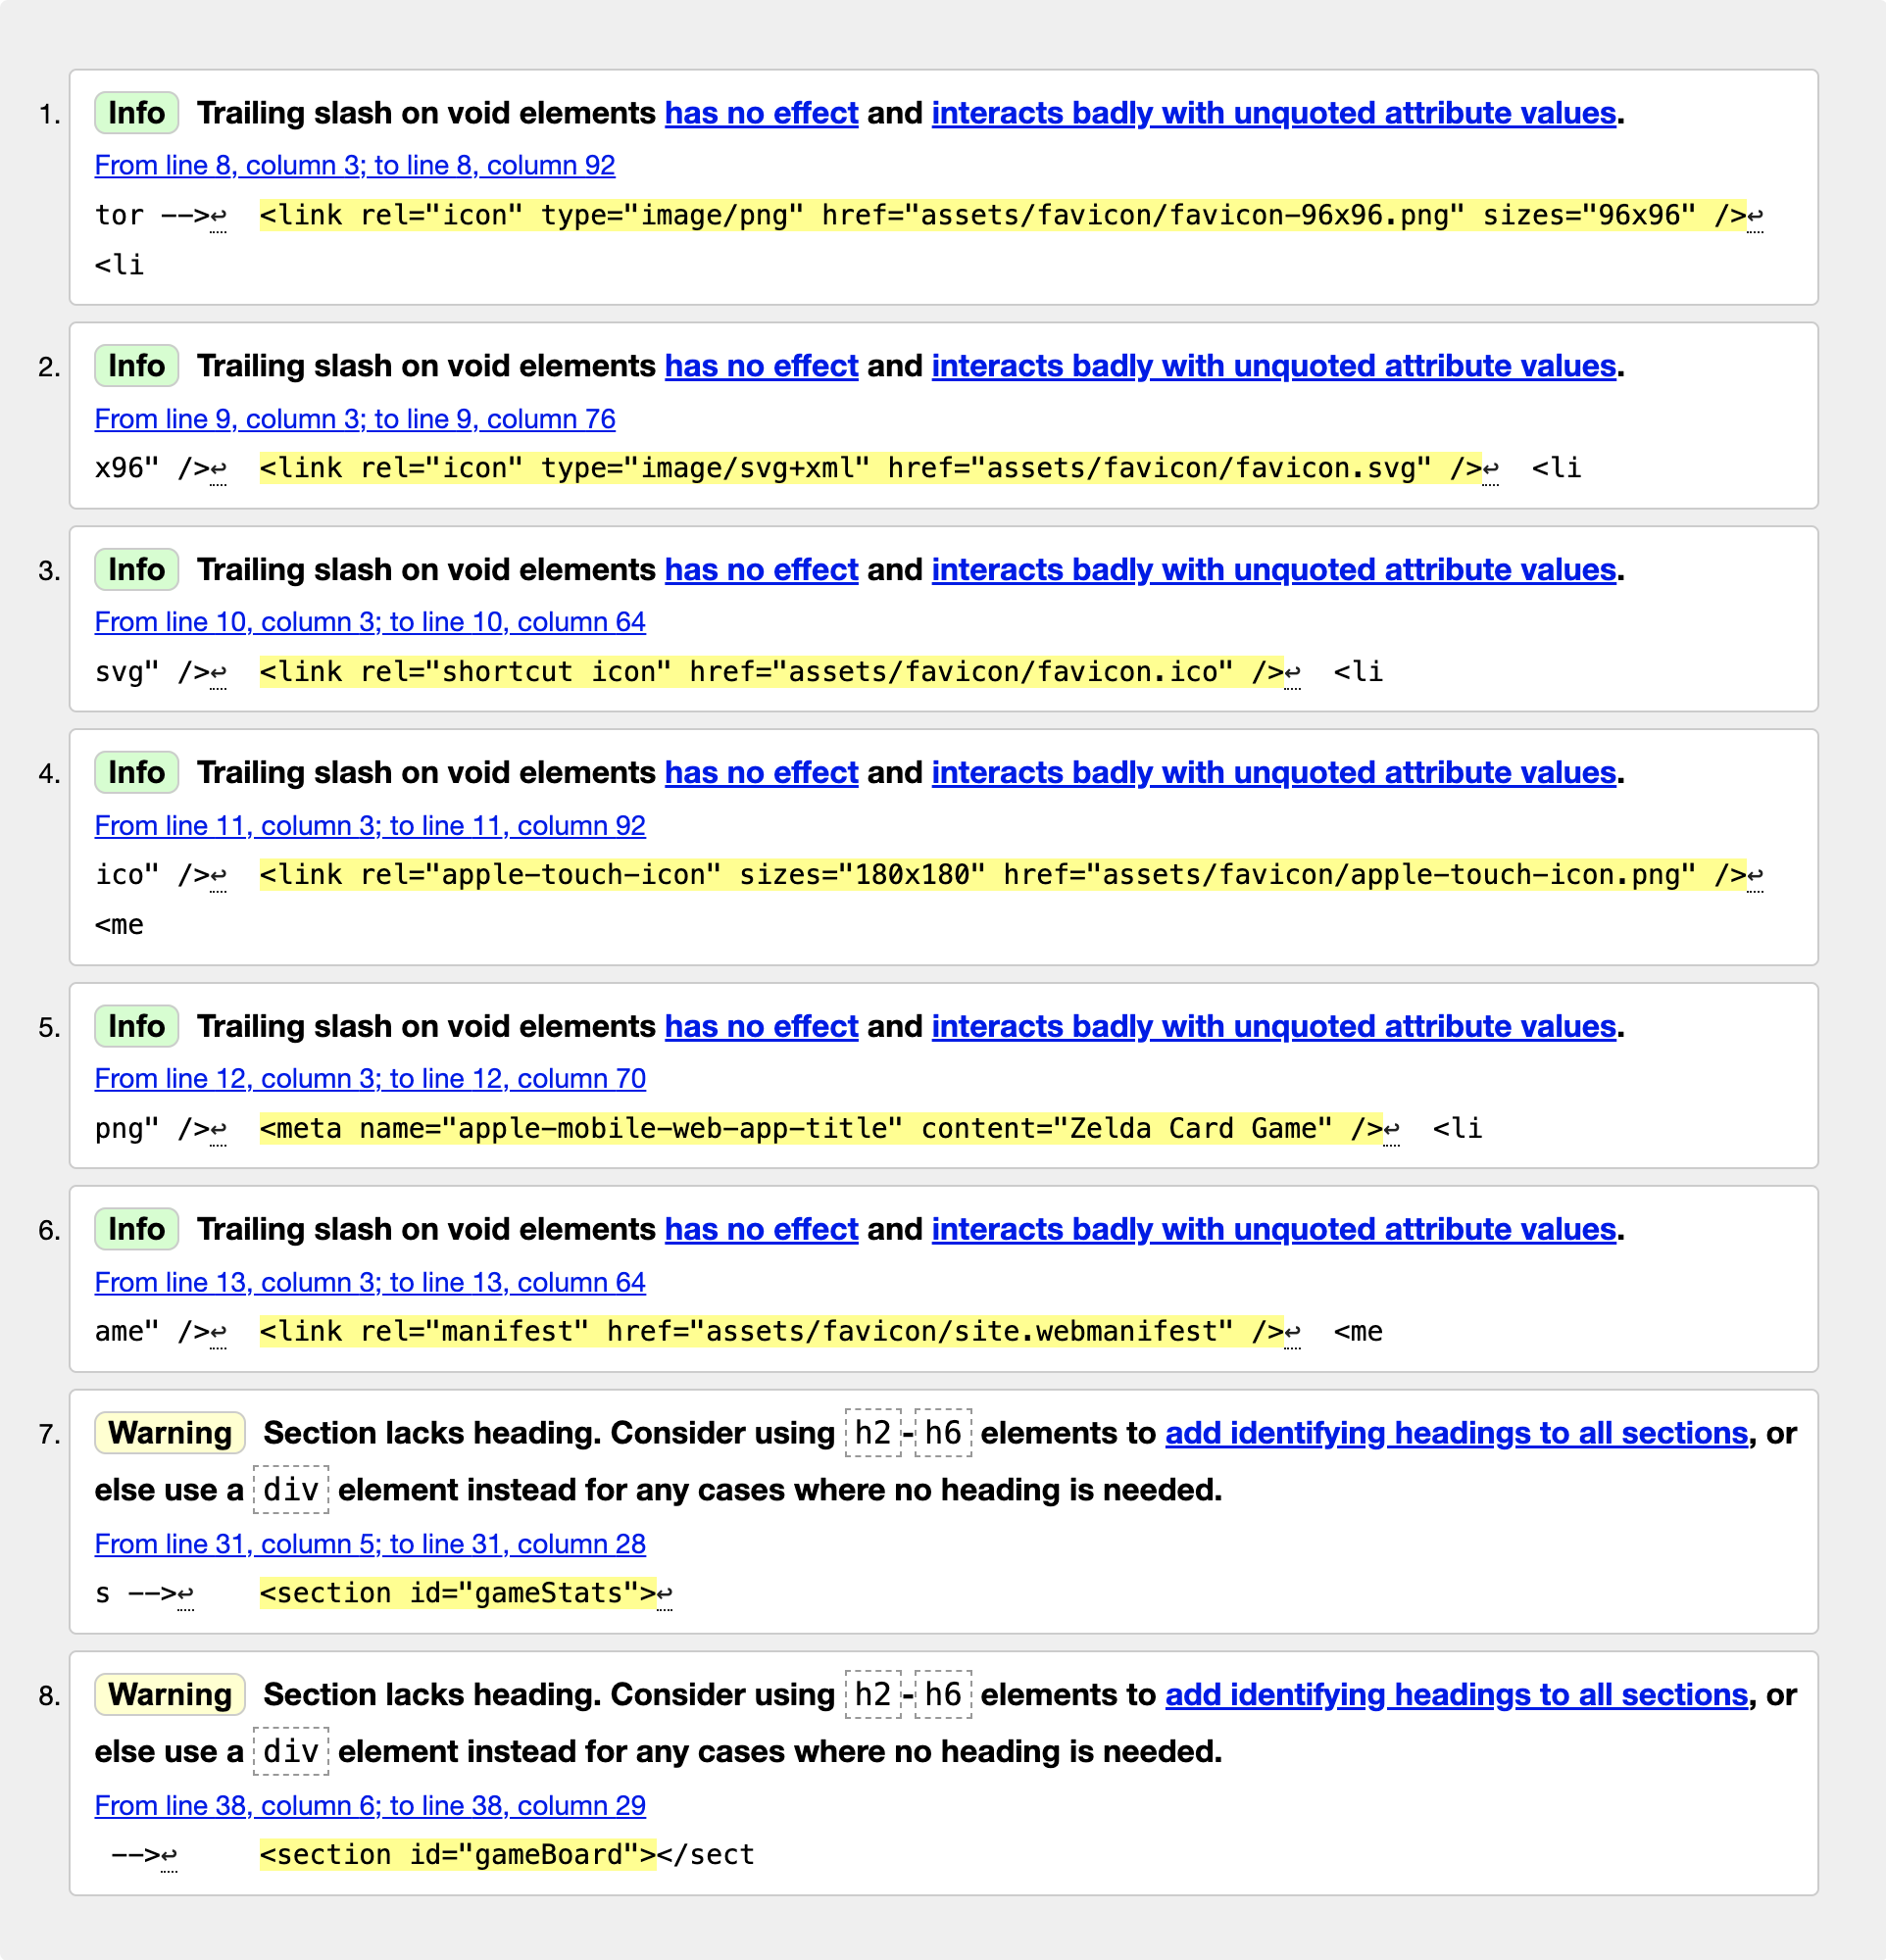 1. Info Trailing slash on void elements has no effect and interacts badly with unquoted attribute values.
From line 8, column 3; to line 8, column 92
tor -->↩  <link rel="icon" type="image/png" href="assets/favicon/favicon-96x96.png" sizes="96x96" />↩
<li
2. Info Trailing slash on void elements has no effect and interacts badly with unquoted attribute values.
From line 9, column 3; to line 9, column 76
x96" />↩  <link rel="icon" type="image/svg+xml" href="assets/favicon/favicon.svg" />↩  <li
3. Info Trailing slash on void elements has no effect and interacts badly with unquoted attribute values.
From line 10, column 3; to line 10, column 64
svg" />↩  <link rel="shortcut icon" href="assets/favicon/favicon.ico" />↩  <li
4. Info Trailing slash on void elements has no effect and interacts badly with unquoted attribute values.
From line 11, column 3; to line 11, column 92
ico" />↩  <link rel="apple-touch-icon" sizes="180x180" href="assets/favicon/apple-touch-icon.png" />↩
<me
5. Info Trailing slash on void elements has no effect and interacts badly with unquoted attribute values.
From line 12, column 3; to line 12, column 70
png" />↩  <meta name="apple-mobile-web-app-title" content="Zelda Card Game" />↩  <li
6. Info Trailing slash on void elements has no effect and interacts badly with unquoted attribute values.
From line 13, column 3; to line 13, column 64
ame" />↩  <link rel="manifest" href="assets/favicon/site.webmanifest" />↩  <me
7. Warning Section lacks heading. Consider using h2-h6 elements to add identifying headings to all sections, or
else use a div element instead for any cases where no heading is needed.
From line 31, column 5; to line 31, column 28
s -->↩    <section id="gameStats">↩
8. Warning Section lacks heading. Consider using h2-h6 elements to add identifying headings to all sections, or
else use a div element instead for any cases where no heading is needed.
From line 38, column 6; to line 38, column 29
-->↩     <section id="gameBoard"></sect